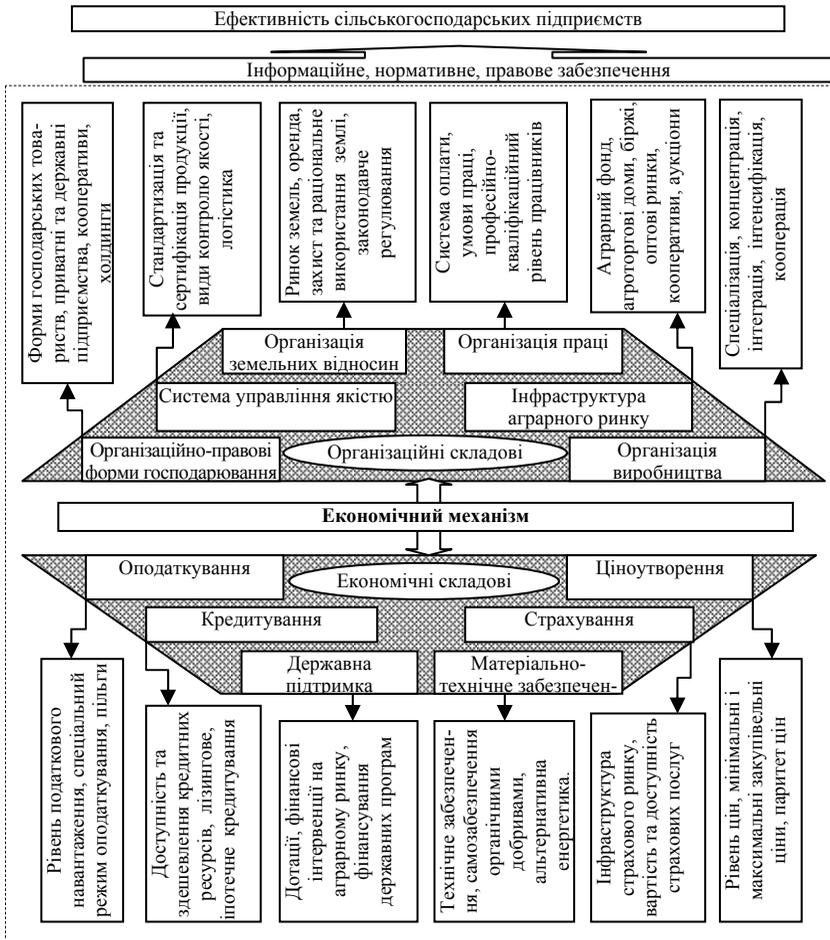 Ефективність сільськогосподарських підприємств
Інформаційне, нормативне, правове забезпечення
Форми господарських това-
риств, приватні та державні
підприємства, кооперативи,
холдинги
Стандартизація та
сертифікація продукції,
види контролю якості,
логістика
Ринок земель, оренда,
захист та раціональне
використання землі,
законодавче
регулювання
Система оплати,
умови праці,
професійно-
кваліфікаційний
рівень працівників
Аграрний фонд,
агроторгові доми, біржі,
оптові ринки,
кооперативи, аукціони
Спеціалізація, концентрація,
інтеграція, інтенсифікація,
кооперація
Організація
земельних відносин
Організація праці
Система управління якістю
Інфраструктура
аграрного ринку
Організаційно-правові
форми господарювання
Організаційні складові
Організація
виробництва
Економічний механізм
Оподаткування
Економічні складові
Ціноутворення
Кредитування
Страхування
Державна
підтримка
Матеріально-
технічне забезпечен-
Рівень податкового
навантаження, спеціальний
режим оподаткування, пільги
Доступність та
здешевлення кредитних
ресурсів, лізингове,
іпотечне кредитування
Дотації, фінансові
інтервенції на
аграрному ринку,
фінансування
державних програм
Технічне забезпечен-
ня, самозабезпечення
органічними
добривами,
альтернативна
енергетика.
Інфраструктура
страхового ринку,
вартість та доступність
страхових послуг
Рівень цін, мінімальні і
максимальні закупівельні
ціни, паритет цін